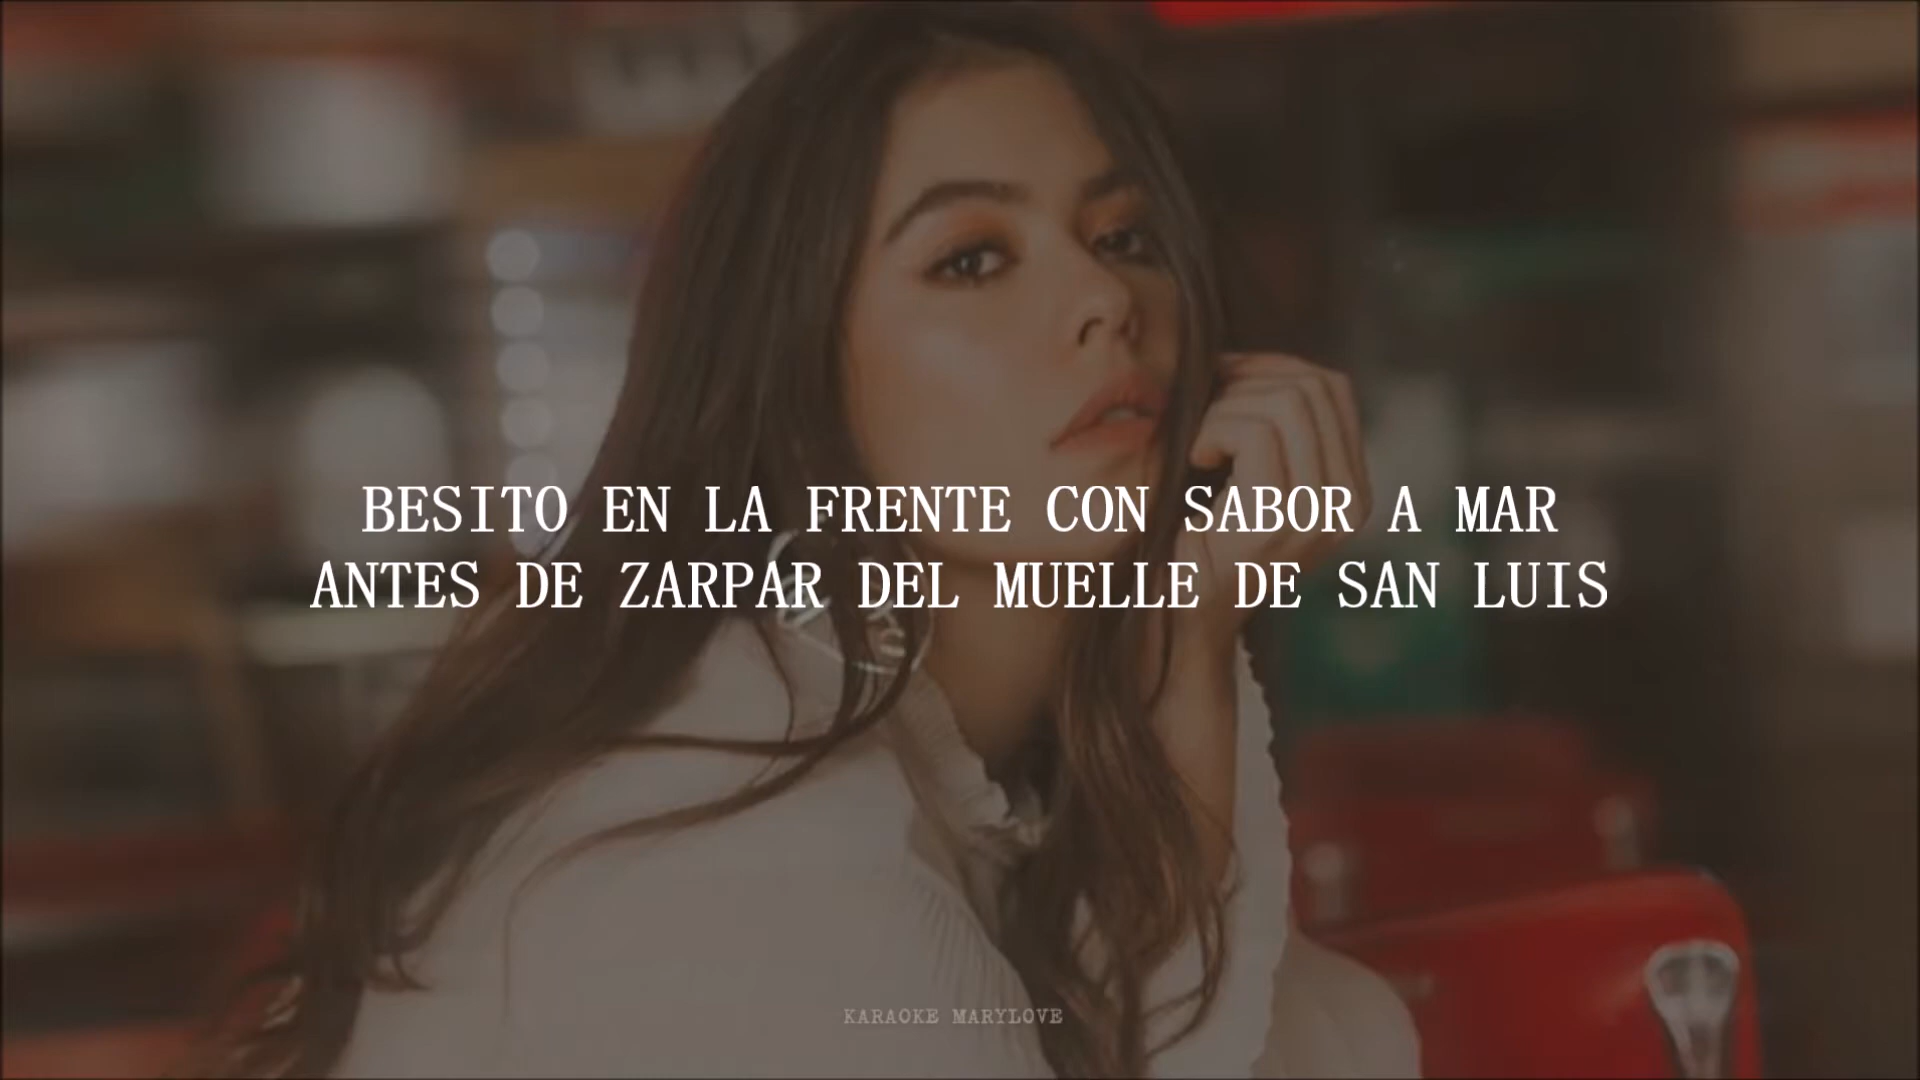 BESITO EN LA FRENTE CON SABOR A MAR
ANTES DE ZARPAR DEL MUELLE DE SAN LUIS
KARAOKE MARYLOVE